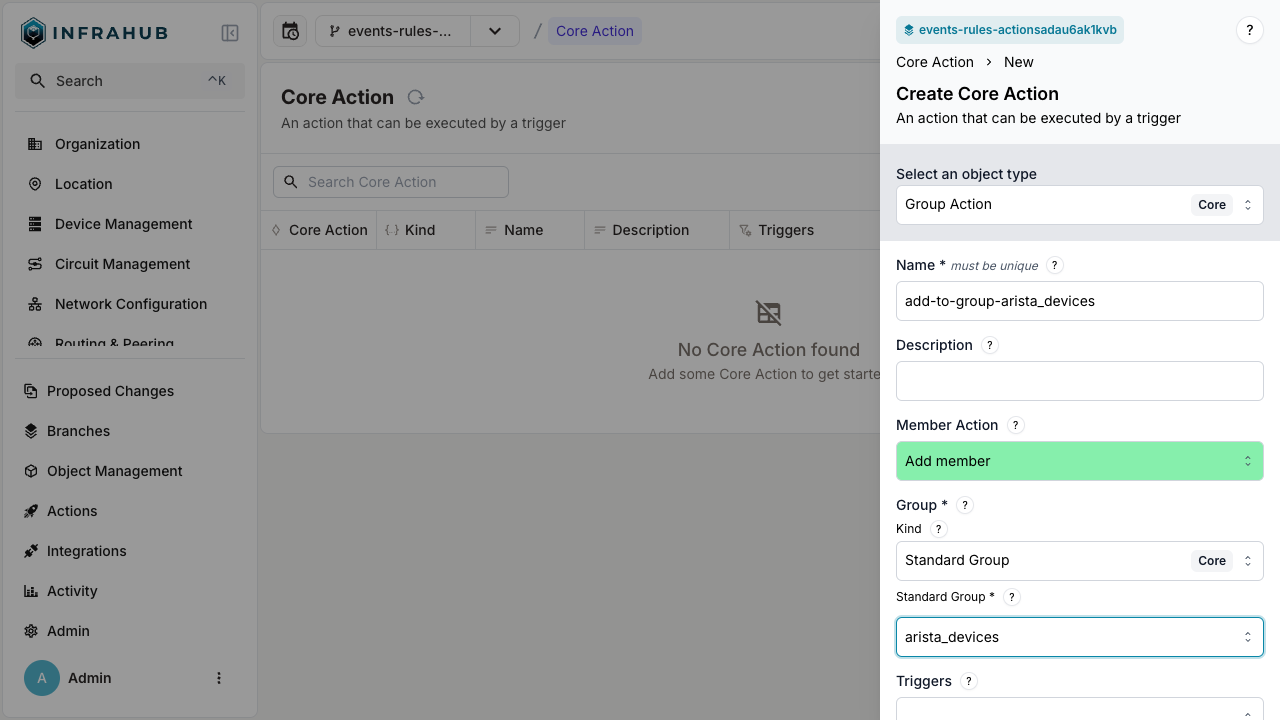 INFRAHUB
Search
^K
Organization
Location
Device Management
Circuit Management
Network Configuration
Routing & Peering
Proposed Changes
Branches
Object Management
Actions
Integrations
Activity
Admin
A
Admin
events-rules-...
/
Core Action
Core Action
An action that can be executed by a trigger
Search Core Action
Core Action
Kind
Name
Description
Triggers
No Core Action found
Add some Core Action to get starte
events-rules-actionsadau6ak1kvb
?
Core Action > New
Create Core Action
An action that can be executed by a trigger
Select an object type
Group Action
Core
Name * must be unique ?
add-to-group-arista_devices
Description ?
Member Action ?
Add member
Group * ?
Kind ?
Standard Group
Core
Standard Group * ?
arista_devices
Triggers ?